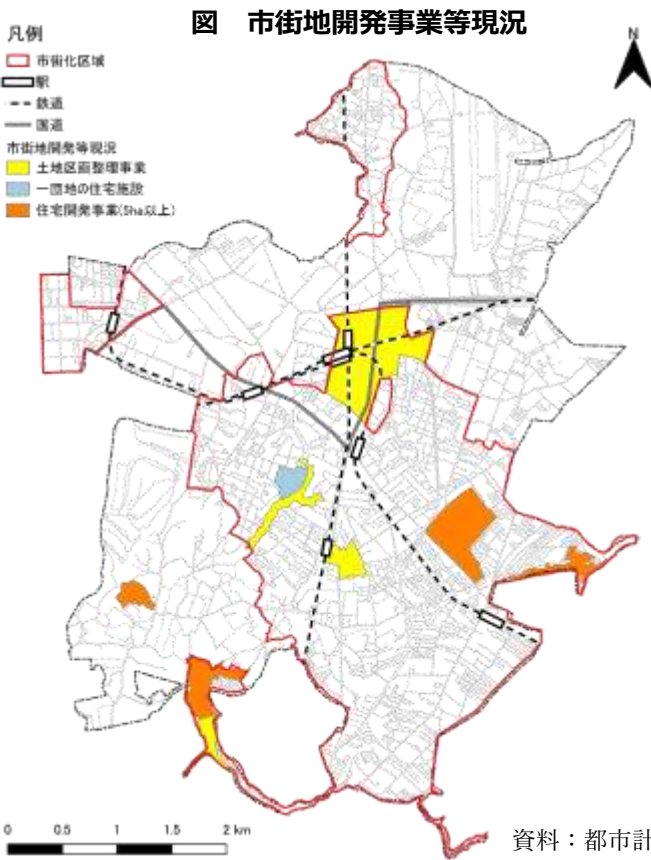 図 市街地開発事業等現況
凡例
市街化区域
駅
鉄道
国道
市街地開発等現況
土地区画整理事業
一団地の住宅施設
住宅開発事業(5ha以上)
N
0 0.5 1 1.5 2 km
資料：都市計